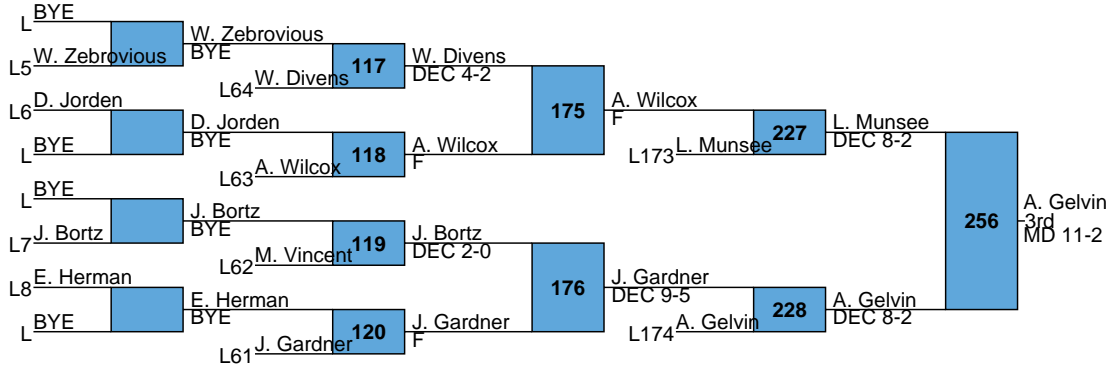 L BYE
L5 W. Zebrovious
W. Zebrovious
BYE
L64 W. Divens
117
W. Divens
DEC 4-2
L6 D. Jorden
L BYE
D. Jorden
BYE
L63 A. Wilcox
118
A. Wilcox
F
175
A. Wilcox
F
L173 L. Munsee
227
L. Munsee
DEC 8-2
L BYE
L7 J. Bortz
J. Bortz
BYE
L62 M. Vincent
119
J. Bortz
DEC 2-0
L8 E. Herman
L BYE
E. Herman
BYE
L61 J. Gardner
120
J. Gardner
F
176
J. Gardner
DEC 9-5
L174 A. Gelvin
228
A. Gelvin
DEC 8-2
256
A. Gelvin
3rd
MD 11-2